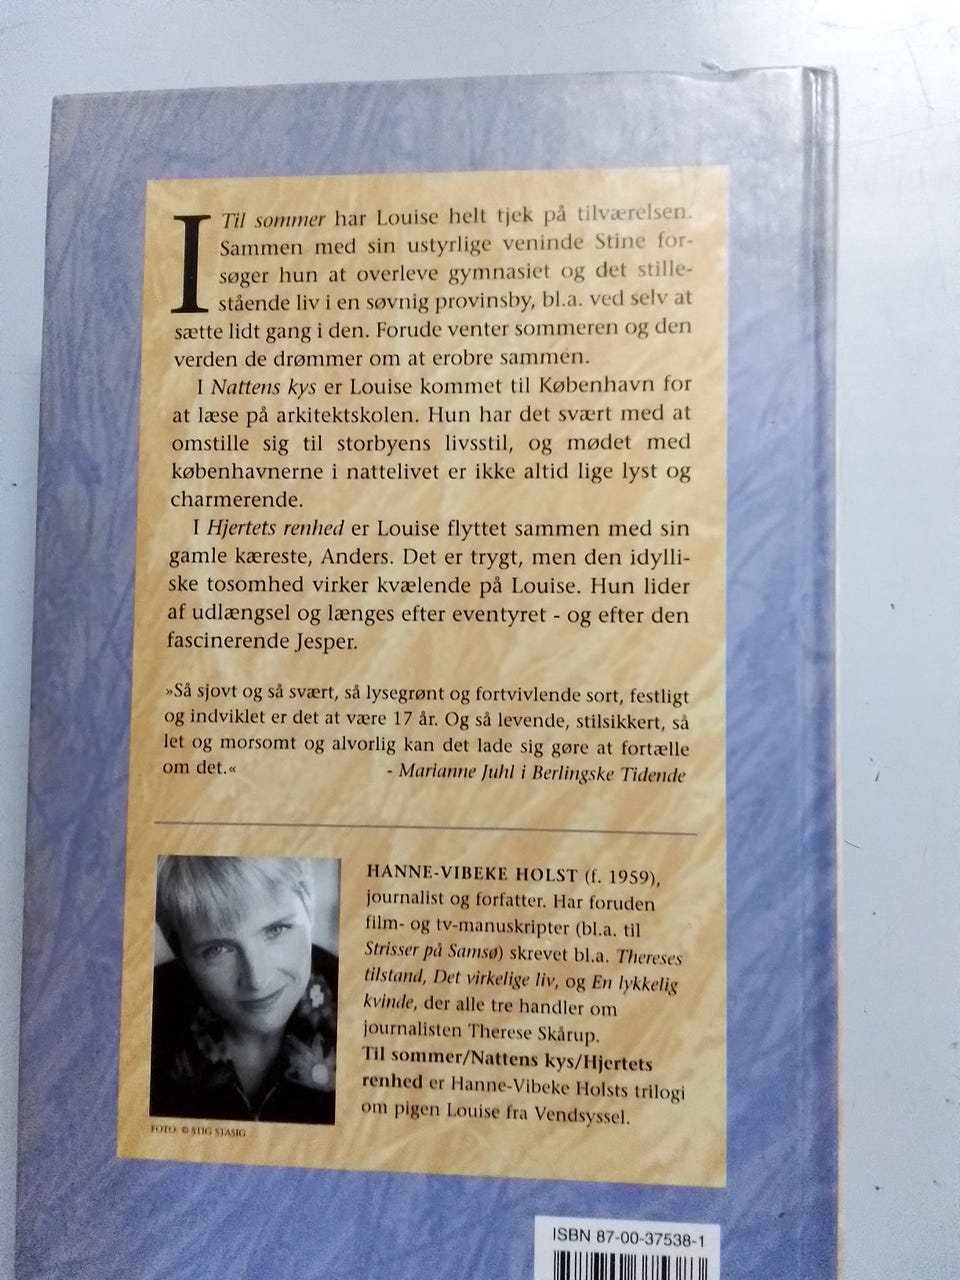 I Til sommer har Louise helt tjek på tilværelsen.
Sammen med sin ustyrlige veninde Stine for-
søger hun at overleve gymnasiet og det stille-
stående liv i en søvnig provinsby, bl.a. ved selv at
sætte lidt gang i den. Forude venter sommeren og den
verden de drømmer om at erobre sammen.
I Nattens kys er Louise kommet til København for
at læse på arkitektskolen. Hun har det svært med at
omstille sig til storbyens livsstil, og mødet med
københavnerne i nattelivet er ikke altid lige lyst og
charmerende.
I Hjertets renhed er Louise flyttet sammen med sin
gamle kæreste, Anders. Det er trygt, men den idylli-
ske tosomhed virker kvælende på Louise. Hun lider
af udlængsel og længes efter eventyret - og efter den
fascinerende Jesper.
»Så sjovt og så svært, så lysegrønt og fortvivlende sort, festligt
og indviklet er det at være 17 år. Og så levende, stilsikkert, så
let og morsomt og alvorlig kan det lade sig gøre at fortælle
om det.« - Marianne Juhl i Berlingske Tidende
HANNE-VIBEKE HOLST (f. 1959),
journalist og forfatter. Har foruden
film- og tv-manuskripter (bl.a. til
Strisser på Samsø) skrevet bl.a. Thereses
tilstand, Det virkelige liv, og En lykkelig
kvinde, der alle tre handler om
journalisten Therese Skårup.
Til sommer/Nattens kys/Hjertets
renhed er Hanne-Vibeke Holsts trilogi
om pigen Louise fra Vendsyssel.
FOTO: © STIG STASIG
ISBN 87-00-37538-1